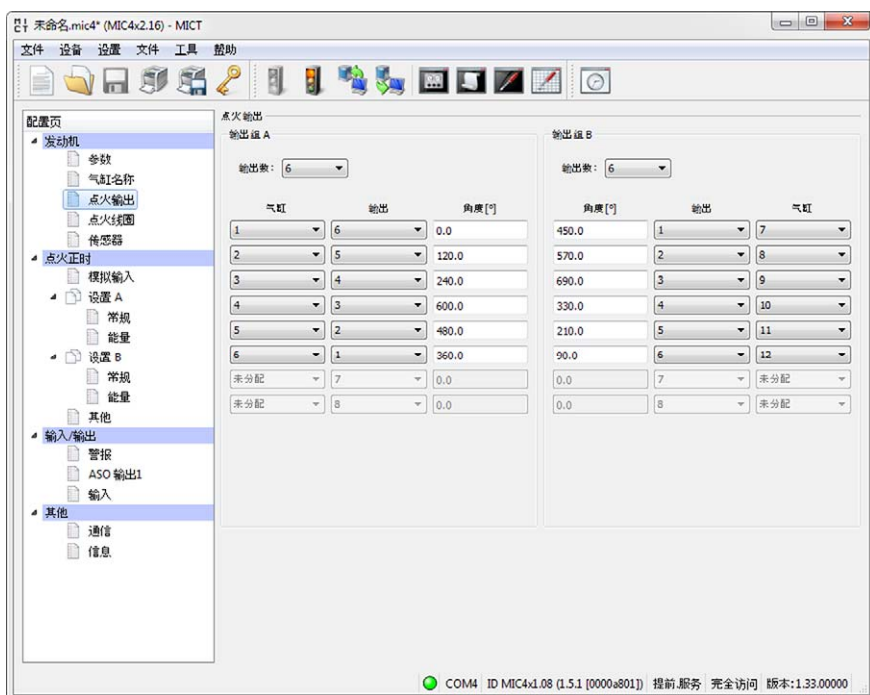 未命名.mic4* (MIC4x2.16) - MICT
文件 设备 设置 文件 工具 帮助
配置页
发动机
参数
气缸名称
点火输出
点火线圈
传感器
点火正时
模拟输入
设置 A
常规
能量
设置 B
常规
能量
其他
输入/输出
警报
ASO 输出1
输入
其他
通信
信息
点火输出
输出组 A
输出数: 6
气缸 输出 角度[°]
1 6 0.0
2 5 120.0
3 4 240.0
4 3 600.0
5 2 480.0
6 1 360.0
未分配 7 0.0
未分配 8 0.0
输出组 B
输出数: 6
角度[°] 输出 气缸
450.0 1 7
570.0 2 8
690.0 3 9
330.0 4 10
210.0 5 11
90.0 6 12
0.0 7 未分配
0.0 8 未分配
COM4 ID MIC4x1.08 (1.5.1 [0000a801]) 提前.服务 完全访问 版本:1.33.00000